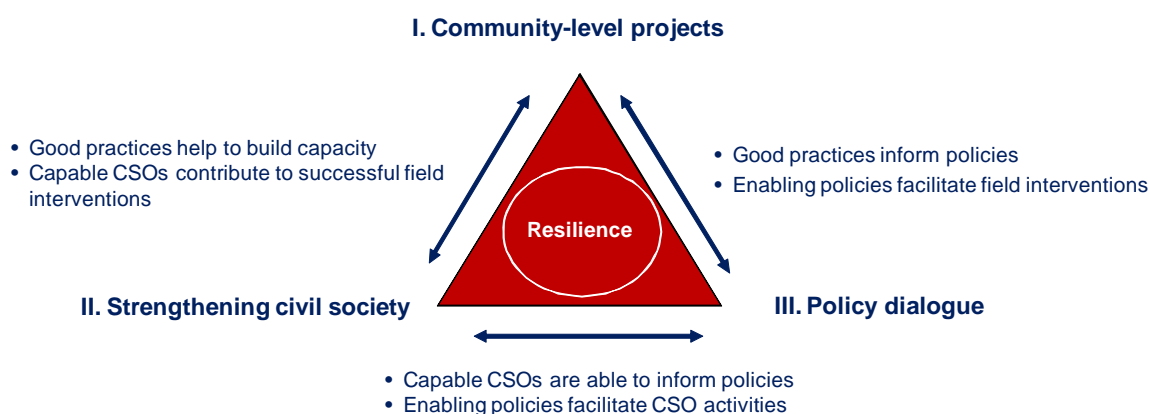 I. Community-level projects
• Good practices help to build capacity
• Capable CSOs contribute to successful field
interventions
• Good practices inform policies
• Enabling policies facilitate field interventions
Resilience
II. Strengthening civil society
III. Policy dialogue
• Capable CSOs are able to inform policies
• Enabling policies facilitate CSO activities